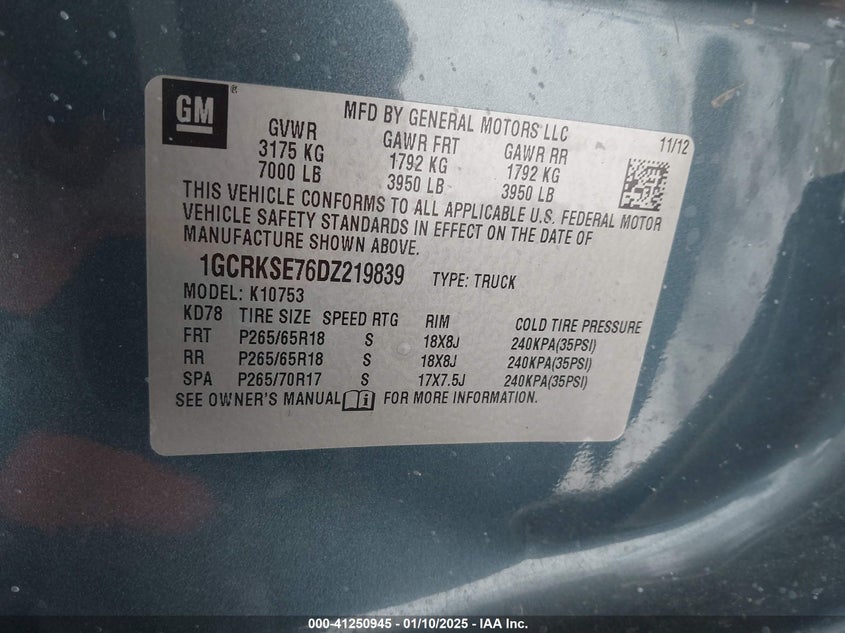 GM ®
MFD BY GENERAL MOTORS LLC
11/12
GVWR GAWR FRT GAWR RR
3175 KG 1792 KG 1792 KG
7000 LB 3950 LB 3950 LB
THIS VEHICLE CONFORMS TO ALL APPLICABLE U.S. FEDERAL MOTOR
VEHICLE SAFETY STANDARDS IN EFFECT ON THE DATE OF
MANUFACTURE SHOWN ABOVE.
1GCRKSE76DZ219839 TYPE: TRUCK
MODEL: K10753
KD78 TIRE SIZE SPEED RTG RIM COLD TIRE PRESSURE
FRT P265/65R18 S 18X8J 240KPA(35PSI)
RR P265/65R18 S 18X8J 240KPA(35PSI)
SPA P265/70R17 S 17X7.5J 240KPA(35PSI)
SEE OWNER'S MANUAL i FOR MORE INFORMATION.
000-41250945 - 01/10/2025 - IAA Inc.